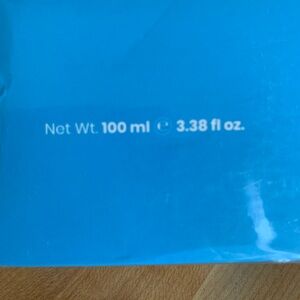 Net Wt. 100 ml ℮ 3.38 fl oz.